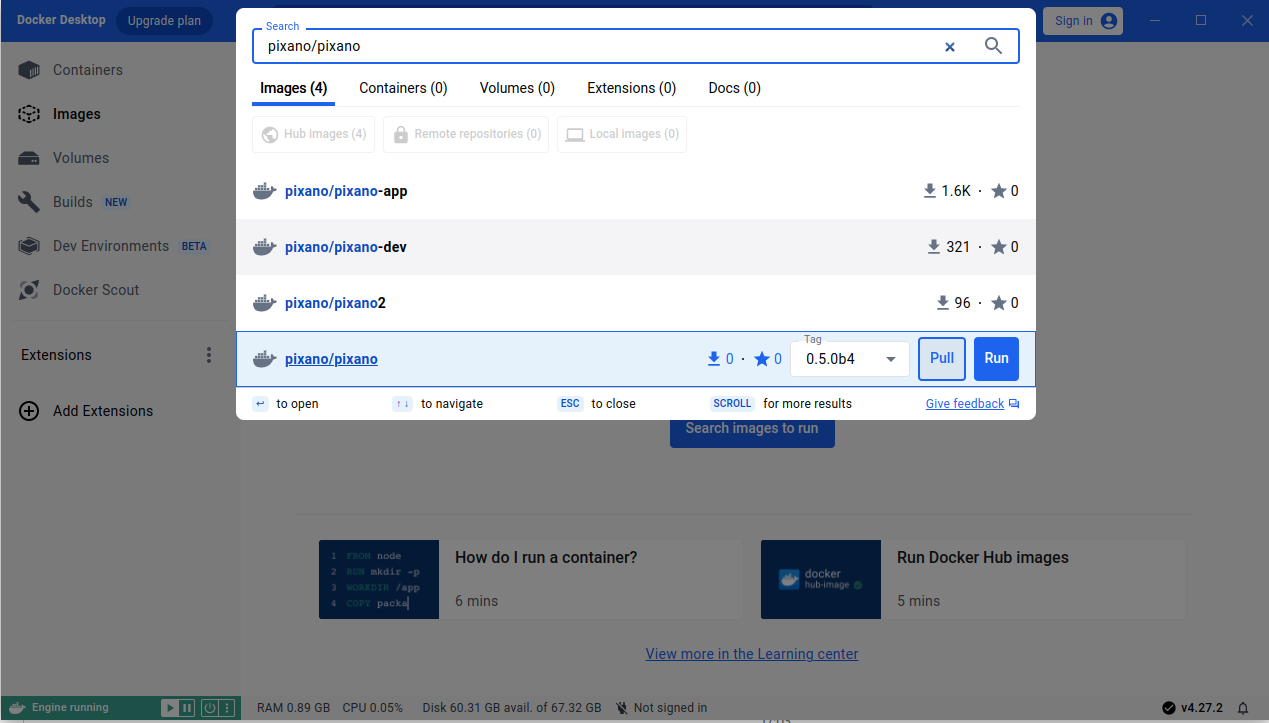 Docker Desktop
Upgrade plan
Sign in
Search
pixano/pixano
Images (4)
Containers (0)
Volumes (0)
Extensions (0)
Docs (0)
Hub images (4)
Remote repositories (0)
Local images (0)
pixano/pixano-app
1.6K · 0
pixano/pixano-dev
321 · 0
pixano/pixano2
96 · 0
pixano/pixano
0 · 0
Tag
0.5.0b4
Pull
Run
↩ to open
↑ ↓ to navigate
ESC to close
SCROLL for more results
Give feedback
Containers
Images
Volumes
Builds NEW
Dev Environments BETA
Docker Scout
Extensions
Add Extensions
Search images to run
1 FROM node
2 RUN mkdir -p
3 WORKDIR /app
4 COPY packa
How do I run a container?
6 mins
docker
hub-image
Run Docker Hub images
5 mins
View more in the Learning center
Engine running
RAM 0.89 GB CPU 0.05% Disk 60.31 GB avail. of 67.32 GB Not signed in
v4.27.2